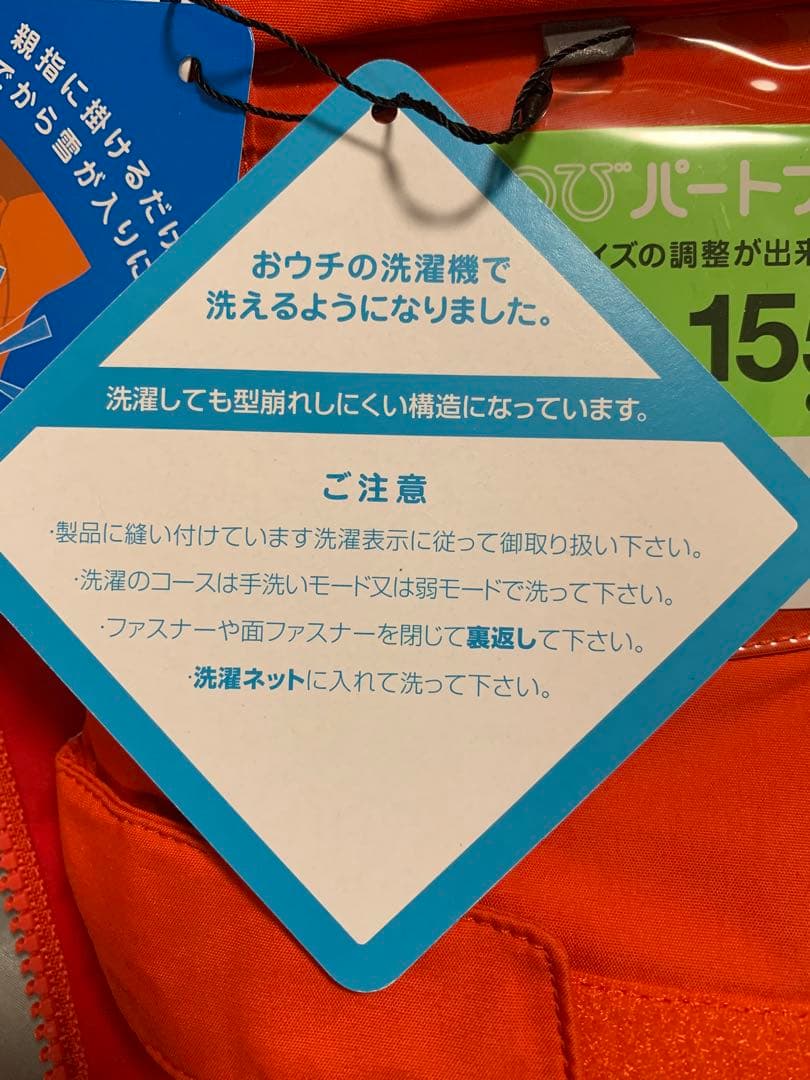 親指に掛けるだけ
から雪が入りに
おウチの洗濯機で
洗えるようになりました。
洗濯しても型崩れしにくい構造になっています。
ご注意
·製品に縫い付けています洗濯表示に従って御取り扱い下さい。
·洗濯のコースは手洗いモード又は弱モードで洗って下さい。
·ファスナーや面ファスナーを閉じて裏返して下さい。
·洗濯ネットに入れて洗って下さい。
のび パート
イズの調整が出来
155